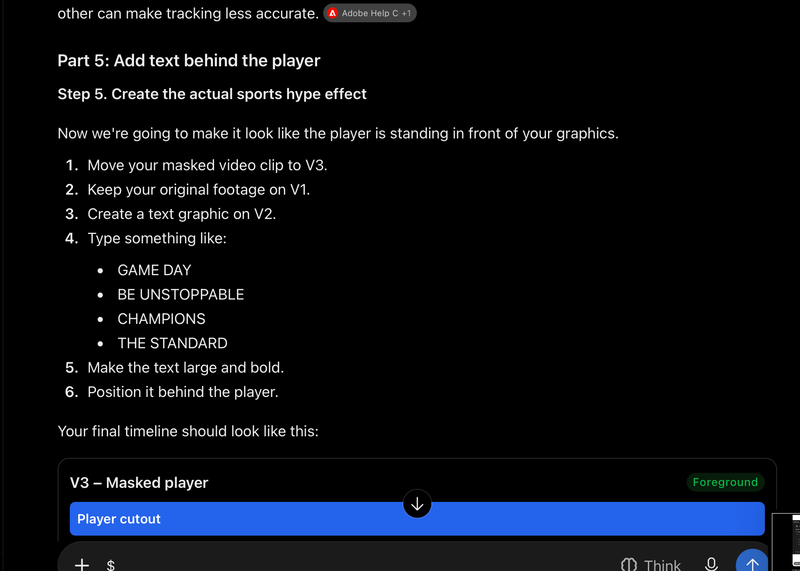 other can make tracking less accurate. Adobe Help C +1
Part 5: Add text behind the player
Step 5. Create the actual sports hype effect
Now we're going to make it look like the player is standing in front of your graphics.
1. Move your masked video clip to V3.
2. Keep your original footage on V1.
3. Create a text graphic on V2.
4. Type something like:
• GAME DAY
• BE UNSTOPPABLE
• CHAMPIONS
• THE STANDARD
5. Make the text large and bold.
6. Position it behind the player.
Your final timeline should look like this:
V3 – Masked player Foreground
Player cutout
$ Think